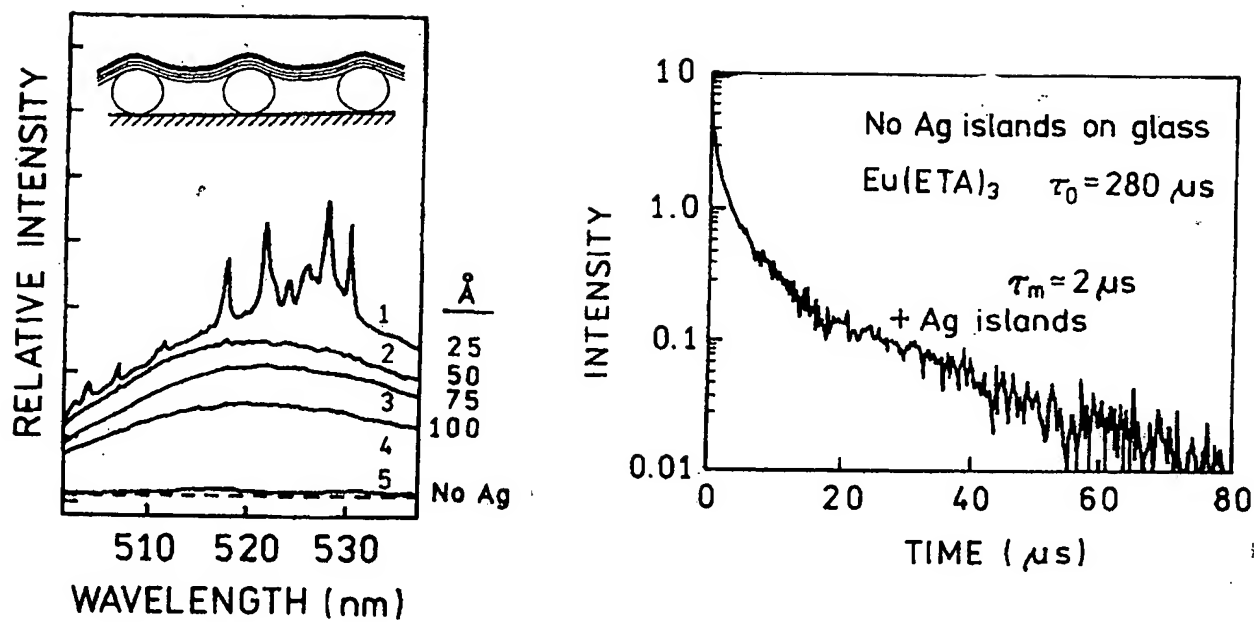 RELATIVE INTENSITY
1
2
3
4
5
Å
25
50
75
100
No Ag
510 520 530
WAVELENGTH (nm)
INTENSITY
10
1.0
0.1
0.01
No Ag islands on glass
Eu(ETA)3 τ0 = 280 μs
τm = 2 μs
+ Ag islands
0 20 40 60 80
TIME (μs)